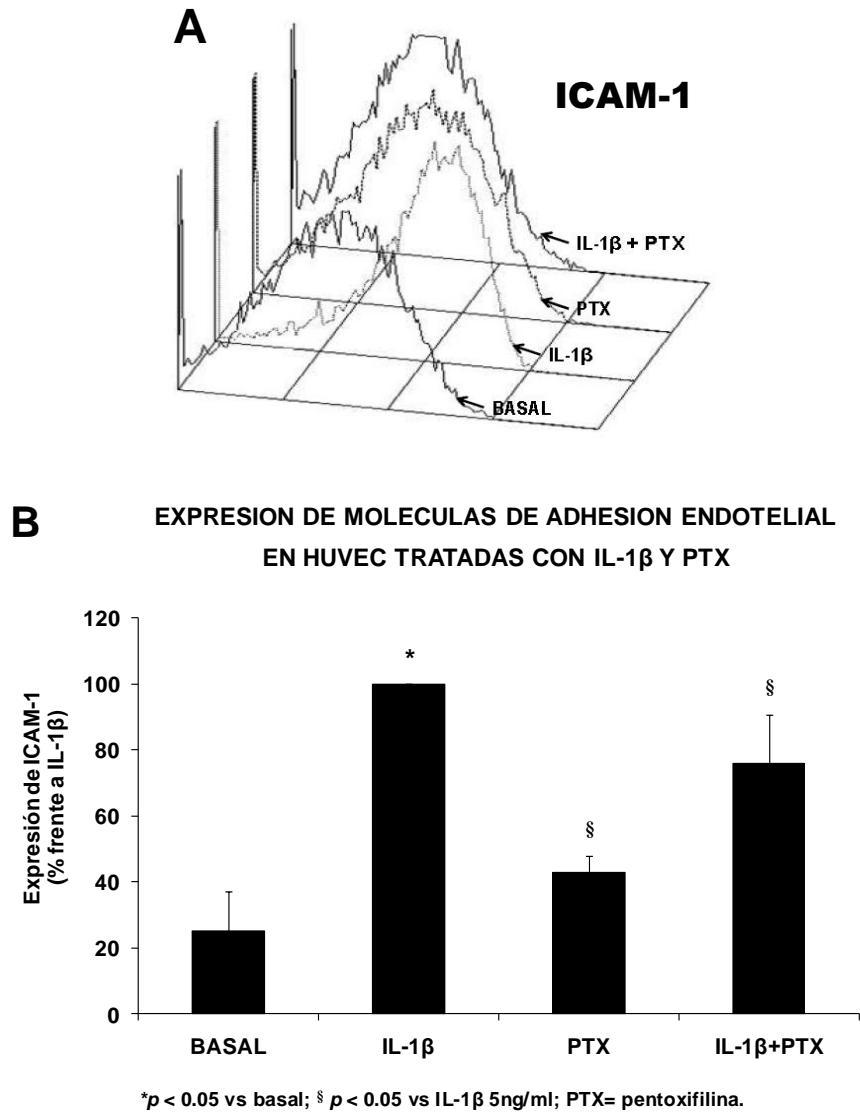 A
ICAM-1
IL-1β + PTX
PTX
IL-1β
BASAL
B
EXPRESION DE MOLECULAS DE ADHESION ENDOTELIAL
EN HUVEC TRATADAS CON IL-1β Y PTX
Expresión de ICAM-1
(% frente a IL-1β)
120
100
80
60
40
20
0
*
§
§
BASAL
IL-1β
PTX
IL-1β+PTX
*p < 0.05 vs basal; § p < 0.05 vs IL-1β 5ng/ml; PTX= pentoxifilina.